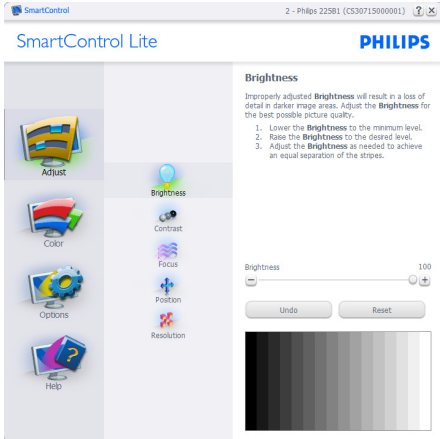 SmartControl
2 - Philips 225B1 (CS30715000001)
? X
SmartControl Lite
PHILIPS
Adjust
Color
Options
Help
Brightness
Contrast
Focus
Position
Resolution
Brightness
Improperly adjusted Brightness will result in a loss of
detail in darker image areas. Adjust the Brightness for
the best possible picture quality.
1. Lower the Brightness to the minimum level.
2. Raise the Brightness to the desired level.
3. Adjust the Brightness as needed to achieve
an equal separation of the stripes.
Brightness 100
Undo Reset